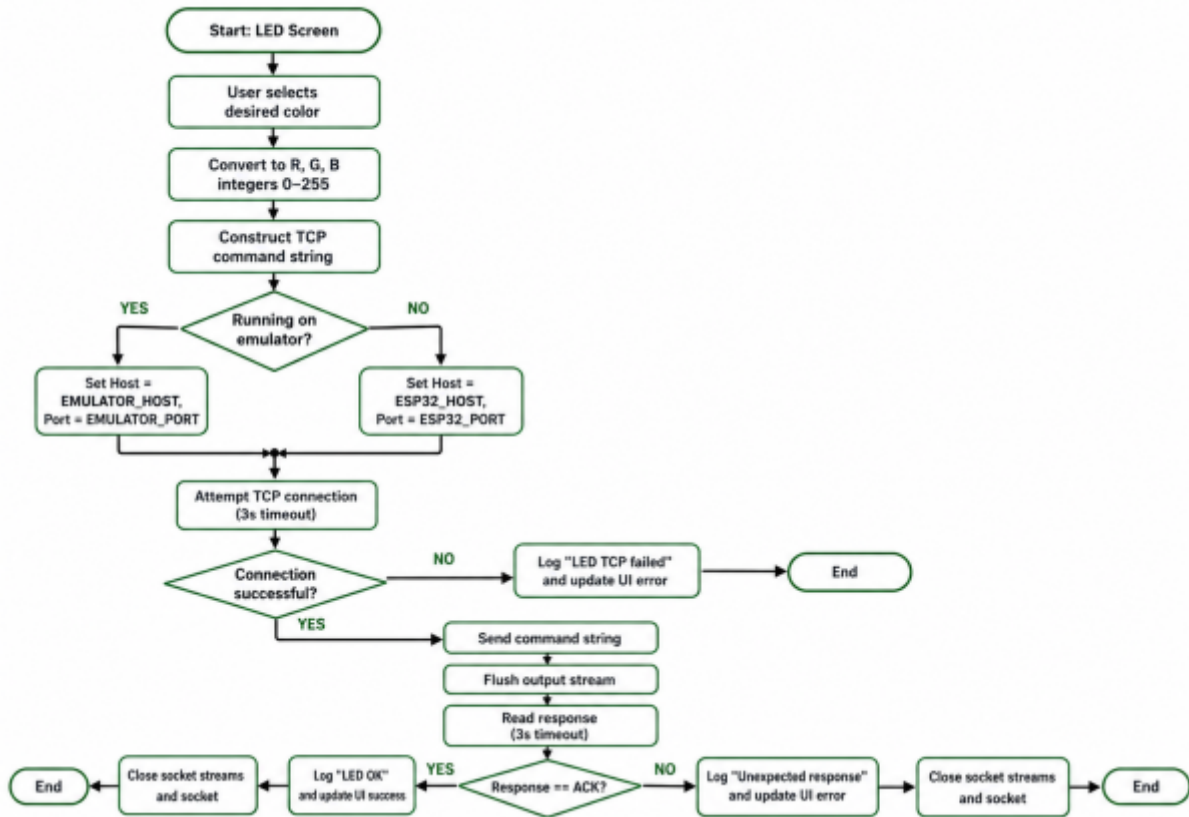 Start: LED Screen
User selects
desired color
Convert to R, G, B
integers 0–255
Construct TCP
command string
YES
NO
Running on
emulator?
Set Host =
EMULATOR_HOST,
Port = EMULATOR_PORT
Set Host =
ESP32_HOST,
Port = ESP32_PORT
Attempt TCP connection
(3s timeout)
Connection
successful?
NO
Log "LED TCP failed"
and update UI error
End
YES
Send command string
Flush output stream
Read response
(3s timeout)
Response == ACK?
YES
Log "LED OK"
and update UI success
Close socket streams
and socket
End
NO
Log "Unexpected response"
and update UI error
Close socket streams
and socket
End